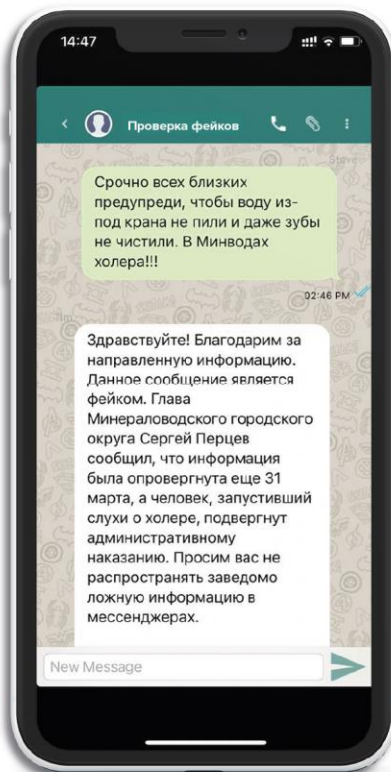 14:47
Проверка фейков
Steve
Срочно всех близких
предупреди, чтобы воду из-
под крана не пили и даже зубы
не чистили. В Минводах
холера!!!
02:46 PM
Tim
Здравствуйте! Благодарим за
направленную информацию.
Данное сообщение является
фейком. Глава
Минераловодского городского
округа Сергей Перцев
сообщил, что информация
была опровергнута еще 31
марта, а человек, запустивший
слухи о холере, подвергнут
административному
наказанию. Просим вас не
распространять заведомо
ложную информацию в
мессенджерах.
New Message